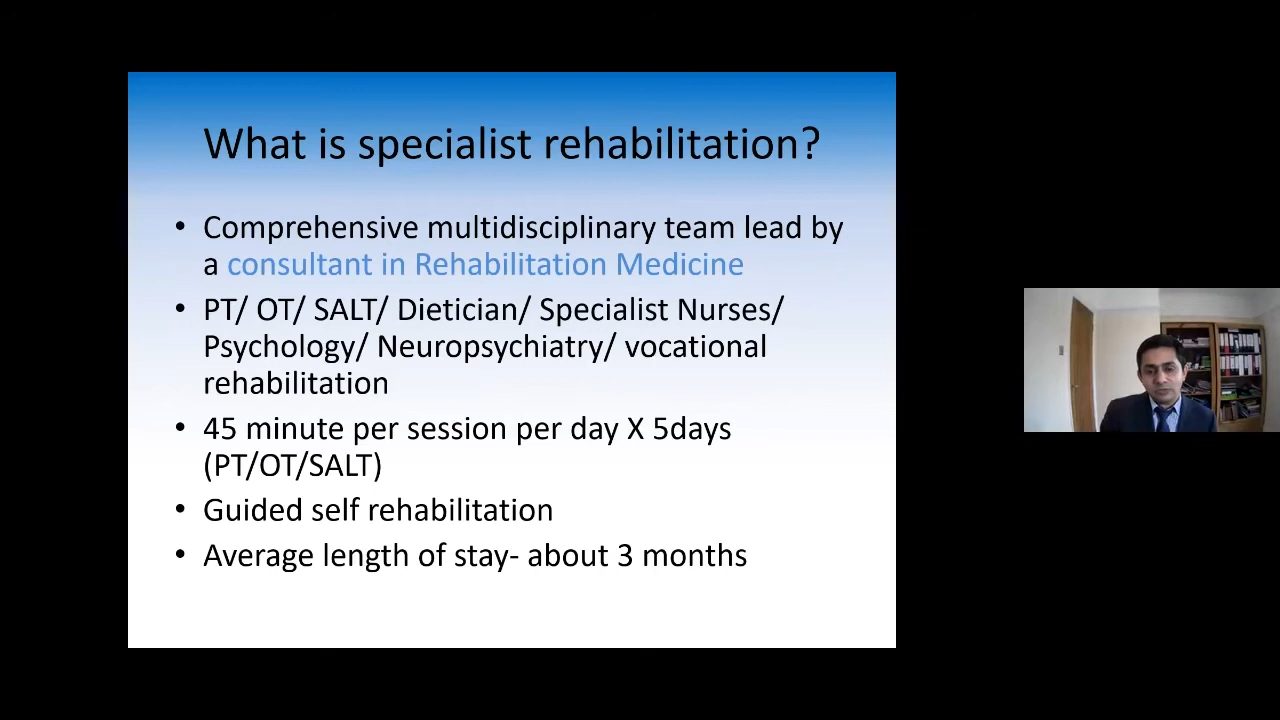 What is specialist rehabilitation?
• Comprehensive multidisciplinary team lead by
a consultant in Rehabilitation Medicine
• PT/ OT/ SALT/ Dietician/ Specialist Nurses/
Psychology/ Neuropsychiatry/ vocational
rehabilitation
• 45 minute per session per day X 5days
(PT/OT/SALT)
• Guided self rehabilitation
• Average length of stay- about 3 months